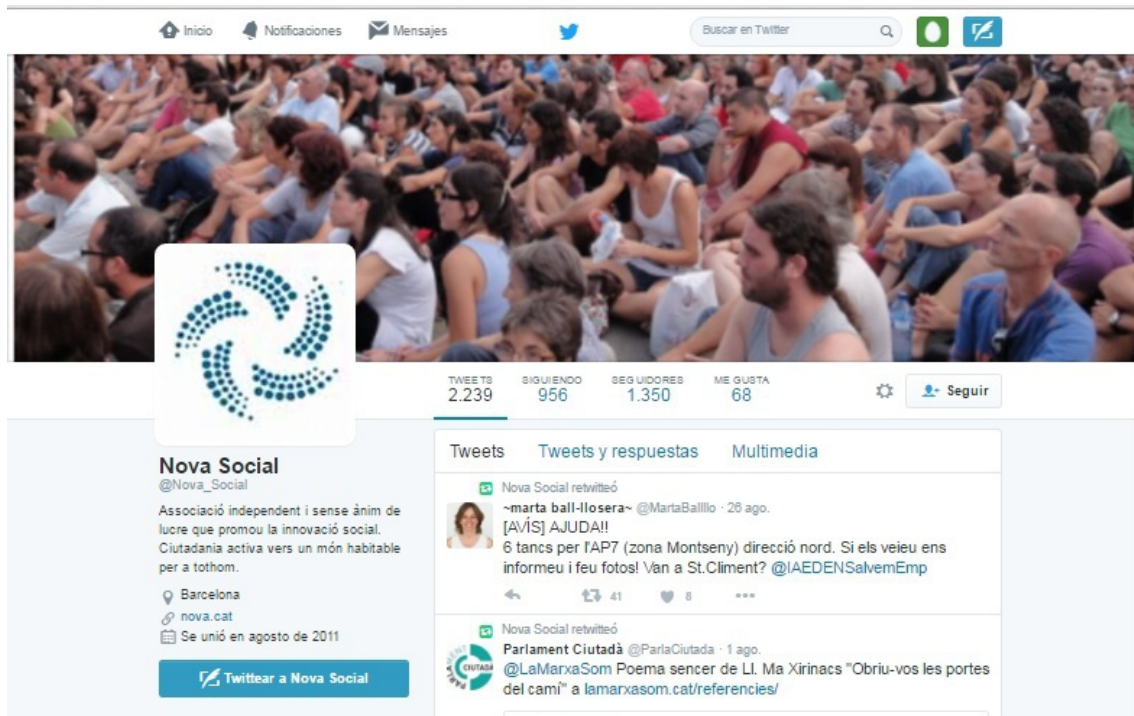 Inicio Notificaciones Mensajes Buscar en Twitter
TWEETS SIGUIENDO SEGUIDORES ME GUSTA
2.239 956 1.350 68
Seguir
Nova Social
@Nova_Social
Associació independent i sense ànim de
lucre que promou la innovació social.
Ciutadania activa vers un món habitable
per a tothom.
Barcelona
nova.cat
Se unió en agosto de 2011
Twittear a Nova Social
Tweets Tweets y respuestas Multimedia
Nova Social retwitteó
~marta ball-llosera~ @MartaBallllo · 26 ago.
[AVÍS] AJUDA!!
6 tancs per l'AP7 (zona Montseny) direcció nord. Si els veieu ens
informeu i feu fotos! Van a St.Climent? @IAEDENSalvemEmp
41 8
Nova Social retwitteó
Parlament Ciutadà @ParlaCiutada · 1 ago.
PARLAMENT CIUTADÀ
@LaMarxaSom Poema sencer de Ll. Ma Xirinacs "Obriu-vos les portes
del camí" a lamarxasom.cat/referencies/